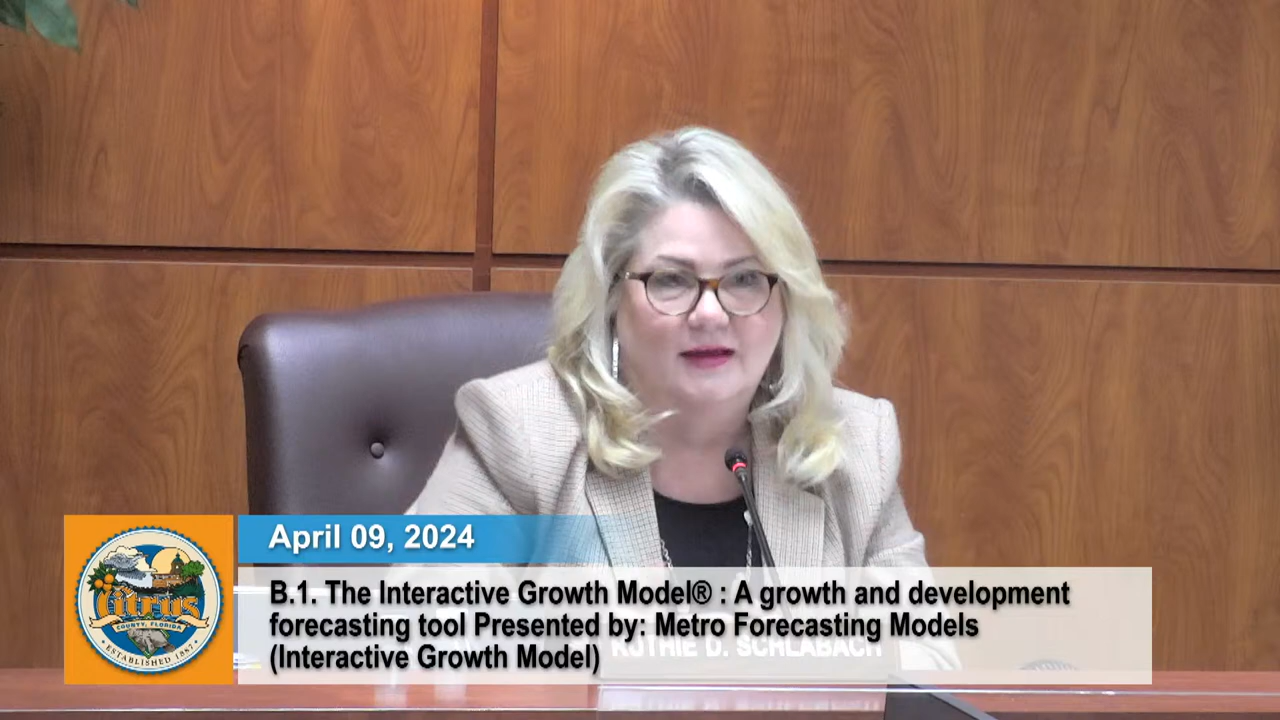 April 09, 2024
B.1. The Interactive Growth Model® : A growth and development
forecasting tool Presented by: Metro Forecasting Models
(Interactive Growth Model)
D. SCHLABACH
Citrus
COUNTY, FLORIDA
ESTABLISHED 1887